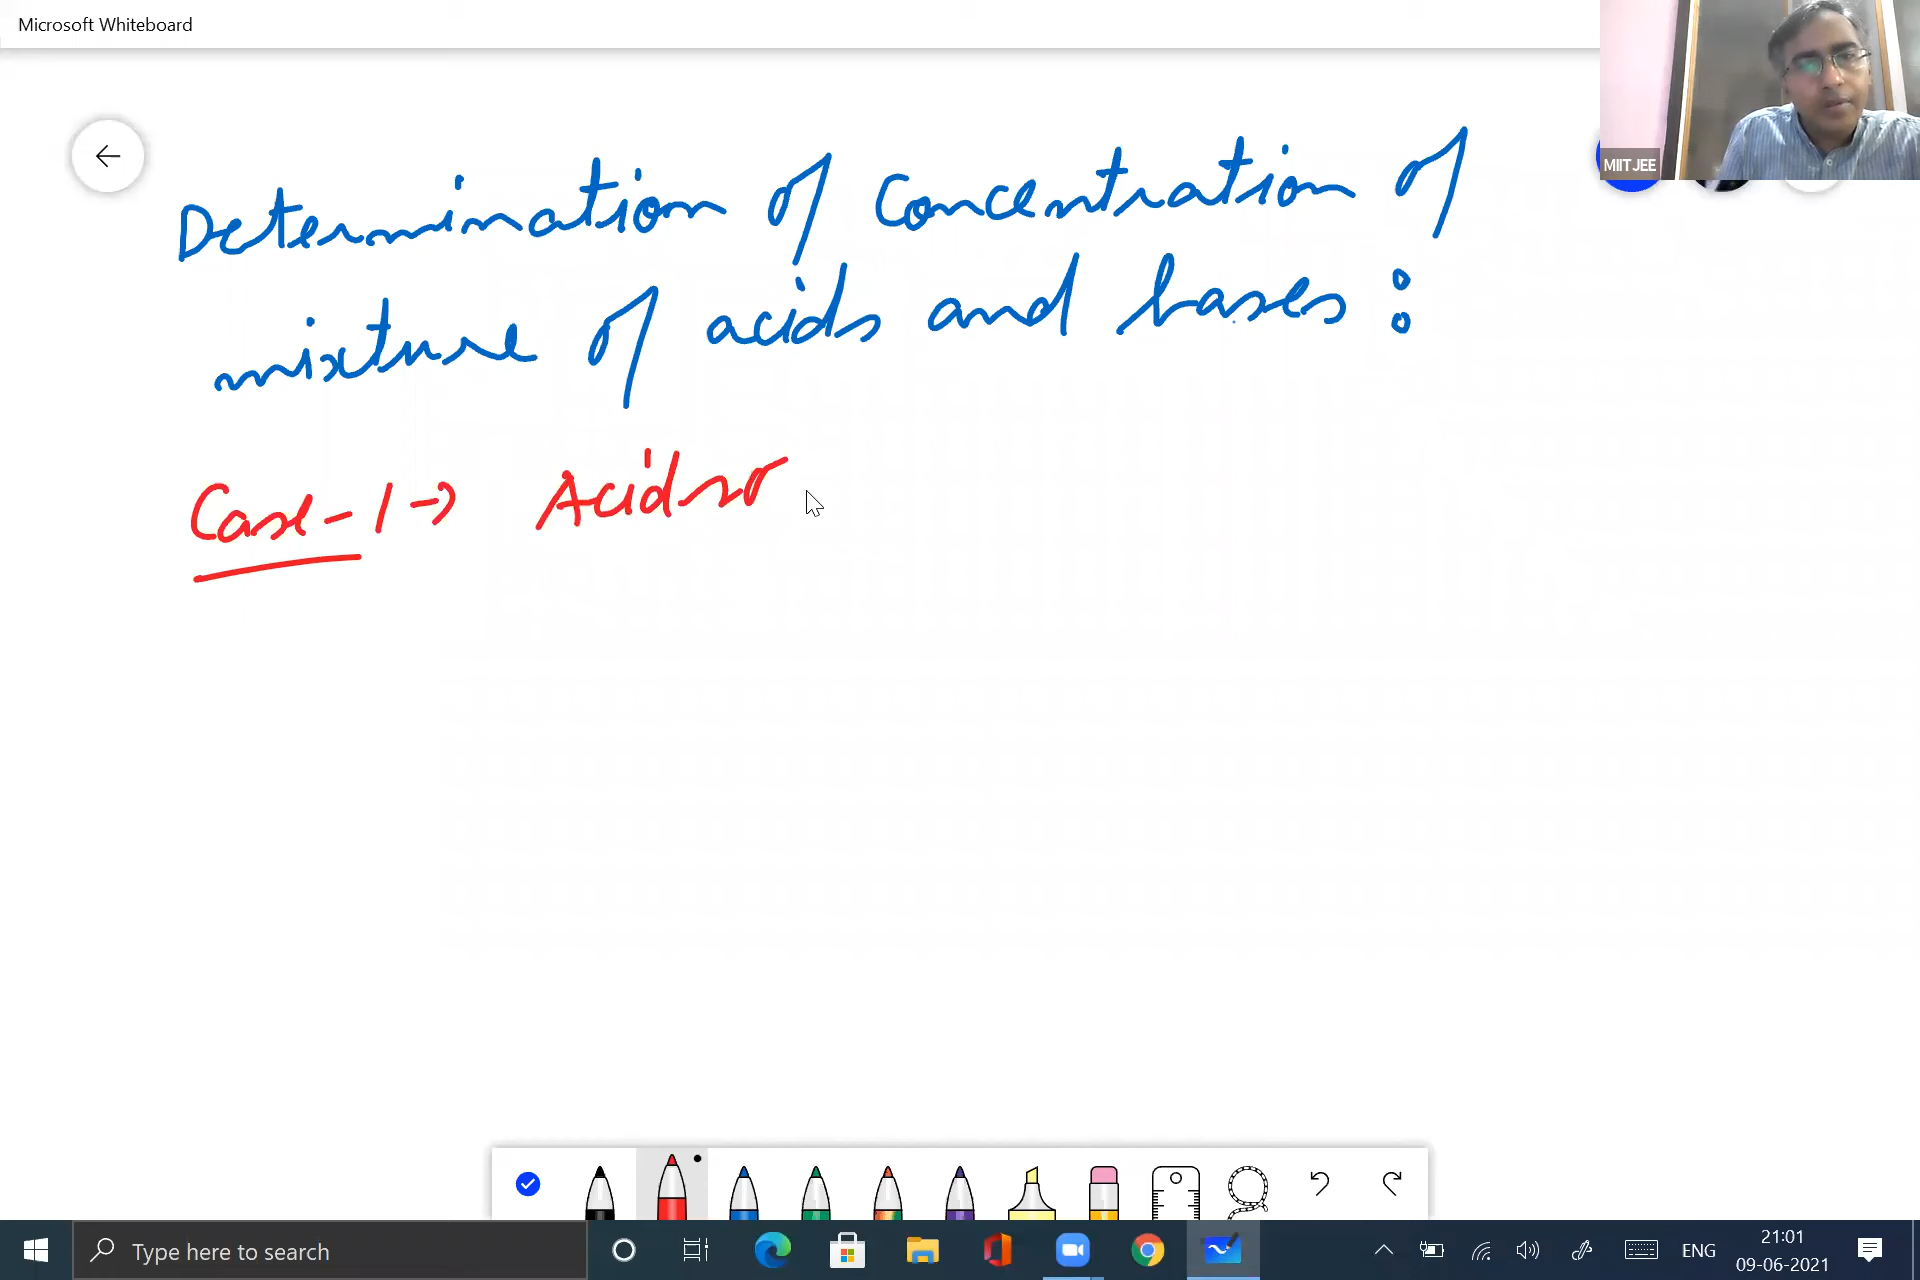 Microsoft Whiteboard
MIIT JEE
Determination of Concentration of
mixture of acids and bases :
Case-1 → Acids or
Type here to search
ENG
21:01
09-06-2021